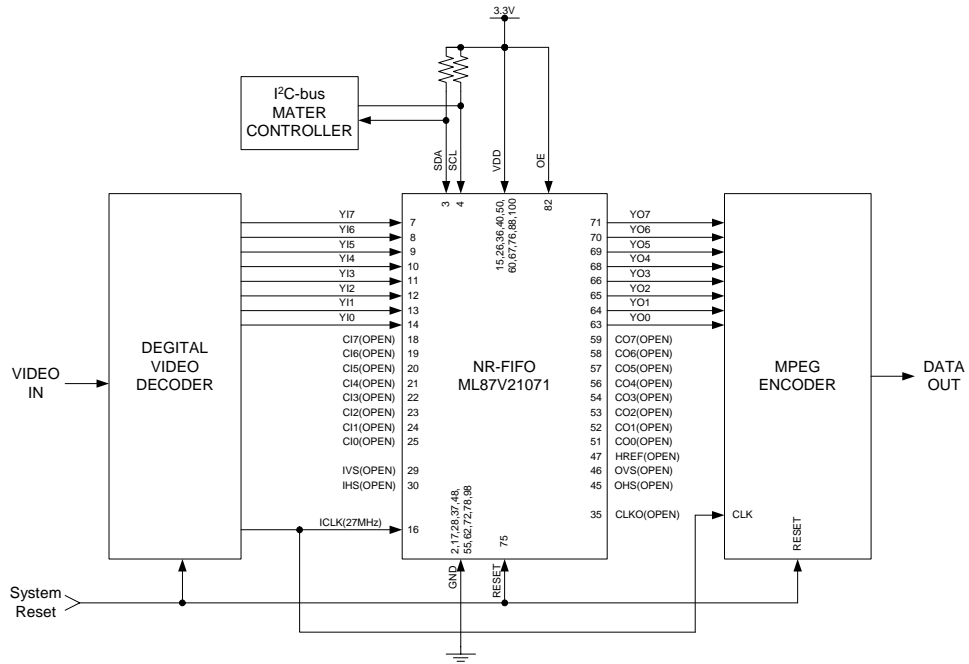 3.3V
I²C-bus
MATER
CONTROLLER
SDA
SCL
VDD
OE
3
4
15,26,36,40,50,
60,67,76,88,100
82
YI7
YI6
YI5
YI4
YI3
YI2
YI1
YI0
7
8
9
10
11
12
13
14
71
70
69
68
66
65
64
63
YO7
YO6
YO5
YO4
YO3
YO2
YO1
YO0
VIDEO
IN
DEGITAL
VIDEO
DECODER
CI7(OPEN) 18
CI6(OPEN) 19
CI5(OPEN) 20
CI4(OPEN) 21
CI3(OPEN) 22
CI2(OPEN) 23
CI1(OPEN) 24
CI0(OPEN) 25
IVS(OPEN) 29
IHS(OPEN) 30
ICLK(27MHz) 16
NR-FIFO
ML87V21071
59 CO7(OPEN)
58 CO6(OPEN)
57 CO5(OPEN)
56 CO4(OPEN)
54 CO3(OPEN)
53 CO2(OPEN)
52 CO1(OPEN)
51 CO0(OPEN)
47 HREF(OPEN)
46 OVS(OPEN)
45 OHS(OPEN)
35 CLKO(OPEN)
MPEG
ENCODER
DATA
OUT
CLK
RESET
2,17,28,37,48,
55,62,72,78,98
75
GND
RESET
System
Reset